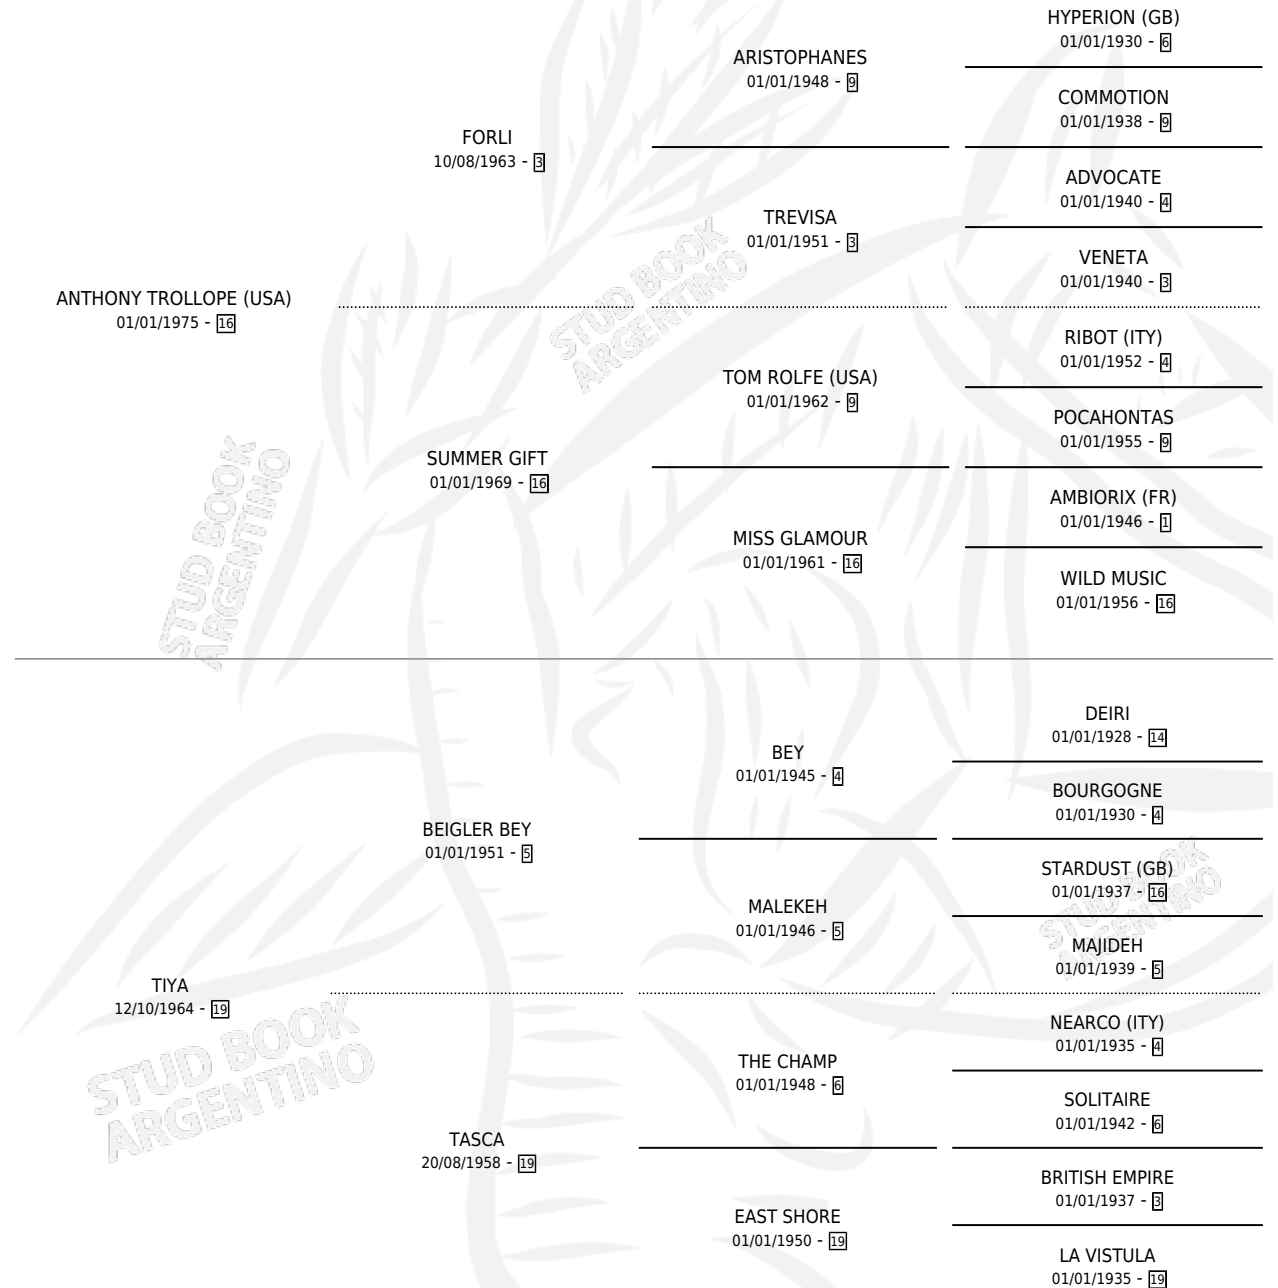 HYPERION (GB)
01/01/1930 - 6
ARISTOPHANES
01/01/1948 - 9
COMMOTION
01/01/1938 - 9
FORLI
10/08/1963 - 3
ADVOCATE
01/01/1940 - 4
TREVISA
01/01/1951 - 3
VENETA
01/01/1940 - 3
ANTHONY TROLLOPE (USA)
01/01/1975 - 16
RIBOT (ITY)
01/01/1952 - 4
TOM ROLFE (USA)
01/01/1962 - 9
POCAHONTAS
01/01/1955 - 9
SUMMER GIFT
01/01/1969 - 16
AMBIORIX (FR)
01/01/1946 - 1
MISS GLAMOUR
01/01/1961 - 16
WILD MUSIC
01/01/1956 - 16
DEIRI
01/01/1928 - 14
BEY
01/01/1945 - 4
BOURGOGNE
01/01/1930 - 4
BEIGLER BEY
01/01/1951 - 5
STARDUST (GB)
01/01/1937 - 16
MALEKEH
01/01/1946 - 5
MAJIDEH
01/01/1939 - 5
TIYA
12/10/1964 - 19
NEARCO (ITY)
01/01/1935 - 4
THE CHAMP
01/01/1948 - 6
SOLITAIRE
01/01/1942 - 6
TASCA
20/08/1958 - 19
BRITISH EMPIRE
01/01/1937 - 3
EAST SHORE
01/01/1950 - 19
LA VISTULA
01/01/1935 - 19
STUD BOOK
ARGENTINO
STUD BOOK
ARGENTINO
STUD BOOK
ARGENTINO
STUD BOOK
ARGENTINO